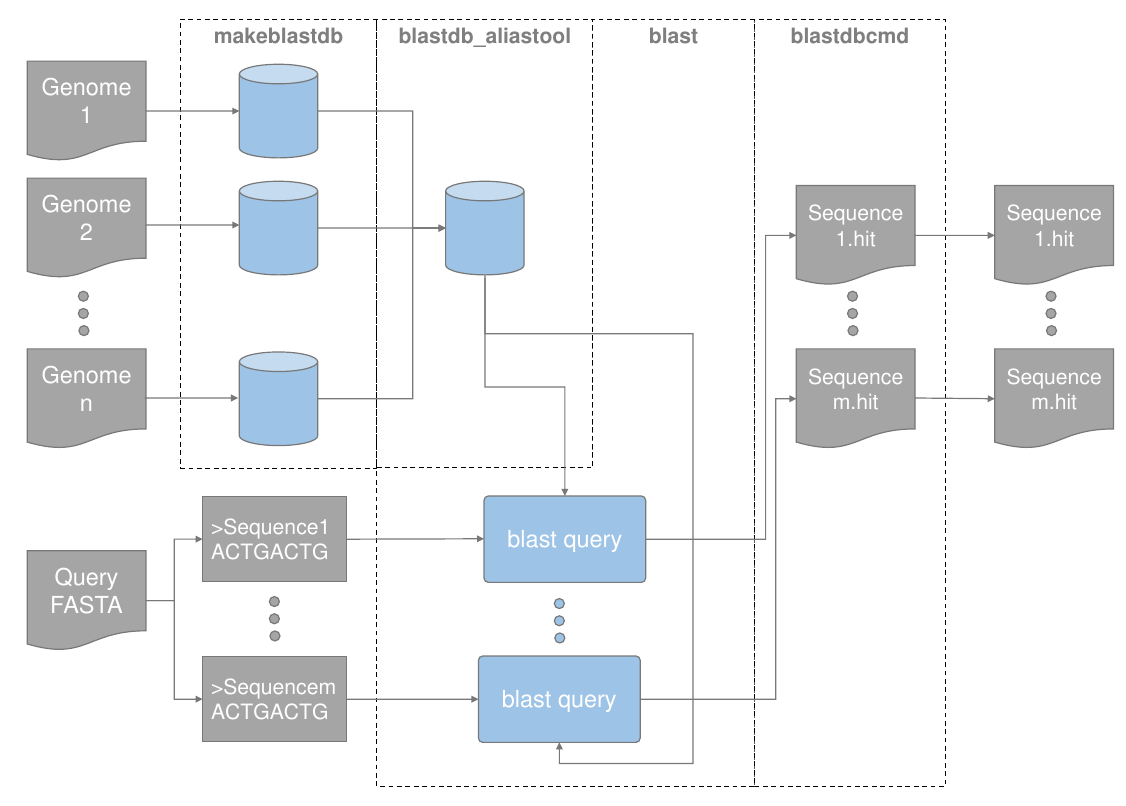 makeblastdb
blastdb_aliastool
blast
blastdbcmd
Genome
1
Genome
2
Genome
n
Sequence
1.hit
Sequence
1.hit
Sequence
m.hit
Sequence
m.hit
Query
FASTA
>Sequence1
ACTGACTG
>Sequencem
ACTGACTG
blast query
blast query